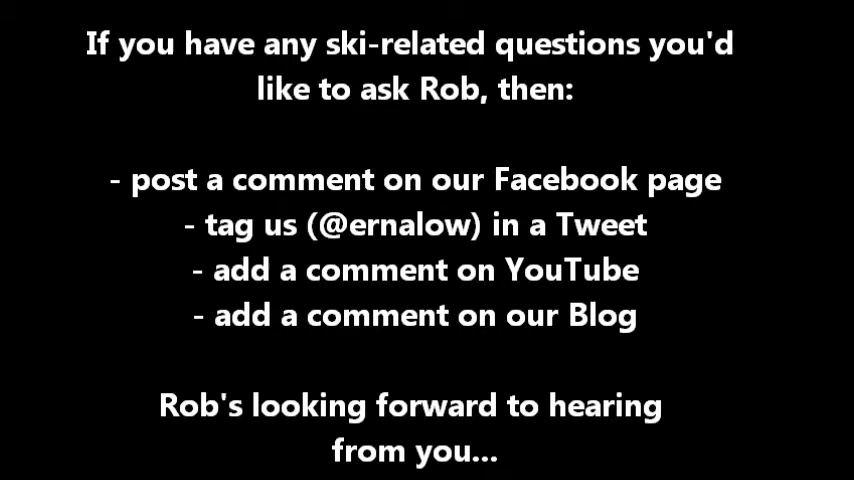 If you have any ski-related questions you'd
like to ask Rob, then:
- post a comment on our Facebook page
- tag us (@ernalow) in a Tweet
- add a comment on YouTube
- add a comment on our Blog
Rob's looking forward to hearing
from you...